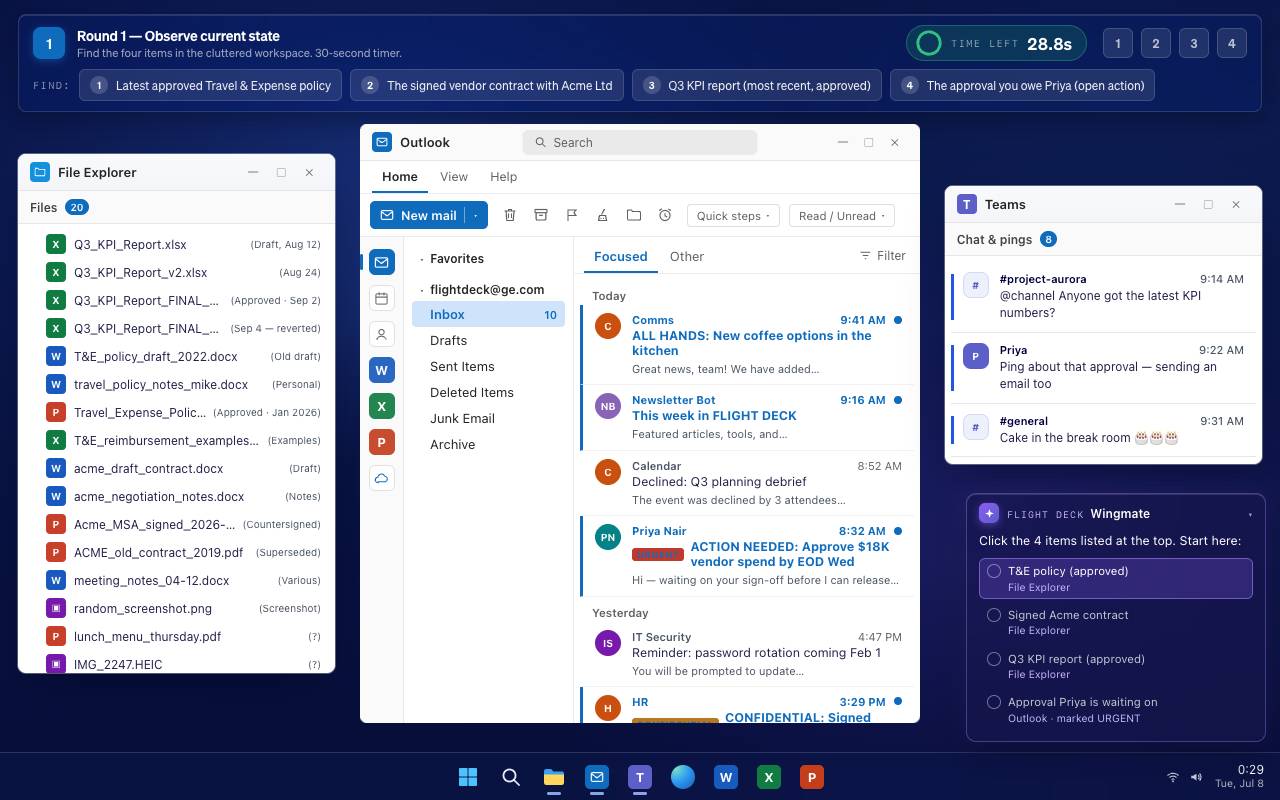 1
Round 1 — Observe current state
Find the four items in the cluttered workspace. 30-second timer.
TIME LEFT 28.8s
1 2 3 4
FIND:
1 Latest approved Travel & Expense policy
2 The signed vendor contract with Acme Ltd
3 Q3 KPI report (most recent, approved)
4 The approval you owe Priya (open action)
File Explorer
Files 20
X Q3_KPI_Report.xlsx (Draft, Aug 12)
X Q3_KPI_Report_v2.xlsx (Aug 24)
X Q3_KPI_Report_FINAL_... (Approved · Sep 2)
X Q3_KPI_Report_FINAL_... (Sep 4 — reverted)
W T&E_policy_draft_2022.docx (Old draft)
W travel_policy_notes_mike.docx (Personal)
P Travel_Expense_Polic... (Approved · Jan 2026)
X T&E_reimbursement_examples... (Examples)
W acme_draft_contract.docx (Draft)
W acme_negotiation_notes.docx (Notes)
P Acme_MSA_signed_2026-... (Countersigned)
P ACME_old_contract_2019.pdf (Superseded)
W meeting_notes_04-12.docx (Various)
random_screenshot.png (Screenshot)
P lunch_menu_thursday.pdf (?)
IMG_2247.HEIC (?)
Outlook
Search
Home View Help
New mail
Quick steps
Read / Unread
W
X
P
Favorites
flightdeck@ge.com
Inbox 10
Drafts
Sent Items
Deleted Items
Junk Email
Archive
Focused Other Filter
Today
C Comms 9:41 AM
ALL HANDS: New coffee options in the
kitchen
Great news, team! We have added...
NB Newsletter Bot 9:16 AM
This week in FLIGHT DECK
Featured articles, tools, and...
C Calendar 8:52 AM
Declined: Q3 planning debrief
The event was declined by 3 attendees...
PN Priya Nair 8:32 AM
URGENT ACTION NEEDED: Approve $18K
vendor spend by EOD Wed
Hi — waiting on your sign-off before I can release...
Yesterday
IS IT Security 4:47 PM
Reminder: password rotation coming Feb 1
You will be prompted to update...
H HR 3:29 PM
CONFIDENTIAL: Signed
T Teams
Chat & pings 8
# #project-aurora 9:14 AM
@channel Anyone got the latest KPI
numbers?
P Priya 9:22 AM
Ping about that approval — sending an
email too
# #general 9:31 AM
Cake in the break room 🎂🎂🎂
FLIGHT DECK Wingmate
Click the 4 items listed at the top. Start here:
T&E policy (approved)
File Explorer
Signed Acme contract
File Explorer
Q3 KPI report (approved)
File Explorer
Approval Priya is waiting on
Outlook · marked URGENT
T W X P
0:29
Tue, Jul 8